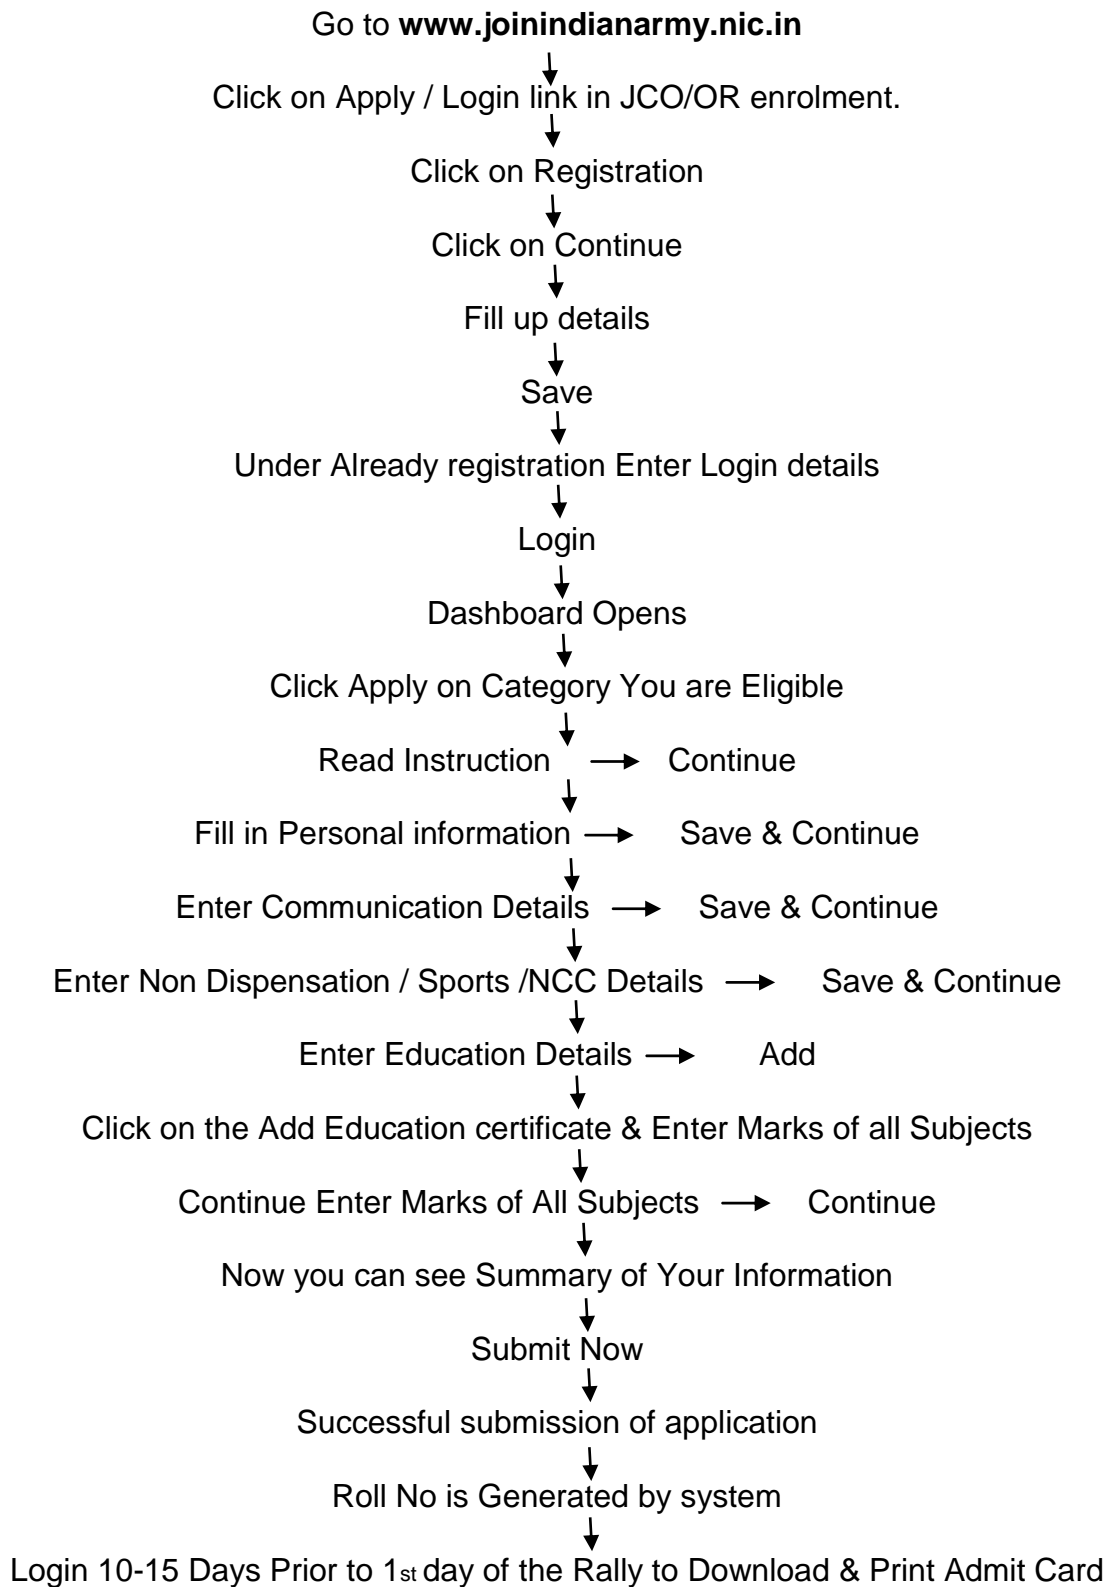 Go to www.joinindianarmy.nic.in
Click on Apply / Login link in JCO/OR enrolment.
Click on Registration
Click on Continue
Fill up details
Save
Under Already registration Enter Login details
Login
Dashboard Opens
Click Apply on Category You are Eligible
Read Instruction → Continue
Fill in Personal information → Save & Continue
Enter Communication Details → Save & Continue
Enter Non Dispensation / Sports /NCC Details → Save & Continue
Enter Education Details → Add
Click on the Add Education certificate & Enter Marks of all Subjects
Continue Enter Marks of All Subjects → Continue
Now you can see Summary of Your Information
Submit Now
Successful submission of application
Roll No is Generated by system
Login 10-15 Days Prior to 1st day of the Rally to Download & Print Admit Card